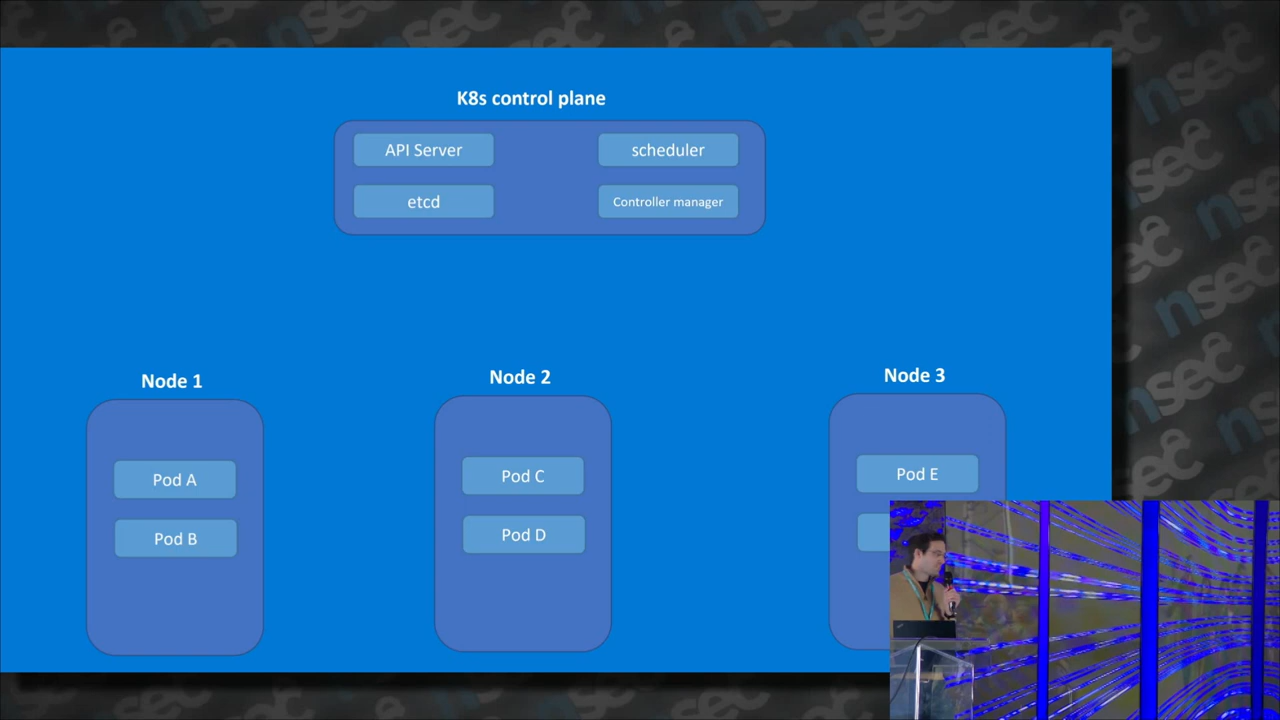 K8s control plane
API Server
scheduler
etcd
Controller manager
Node 1
Node 2
Node 3
Pod A
Pod C
Pod E
Pod B
Pod D
nsec